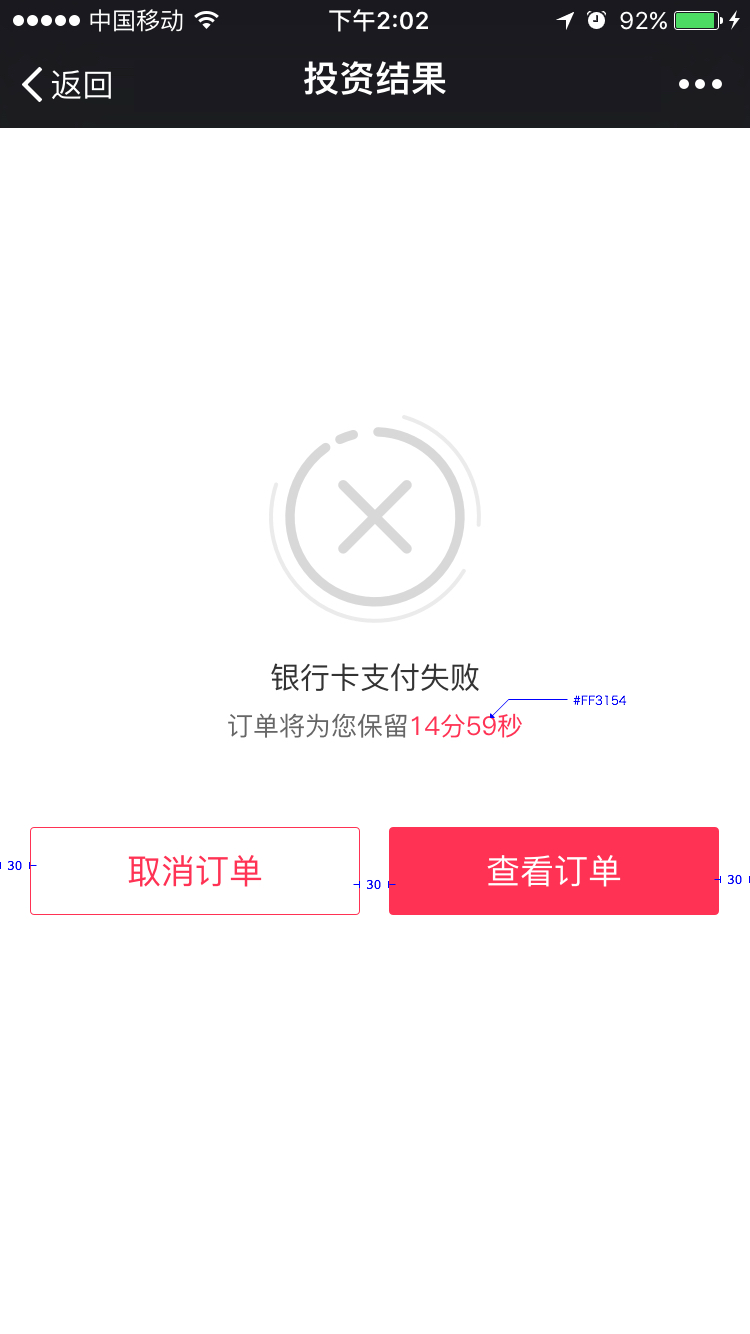 中国移动 下午2:02 92%
返回 投资结果
银行卡支付失败
#FF3154
订单将为您保留14分59秒
30 取消订单 30 查看订单 30